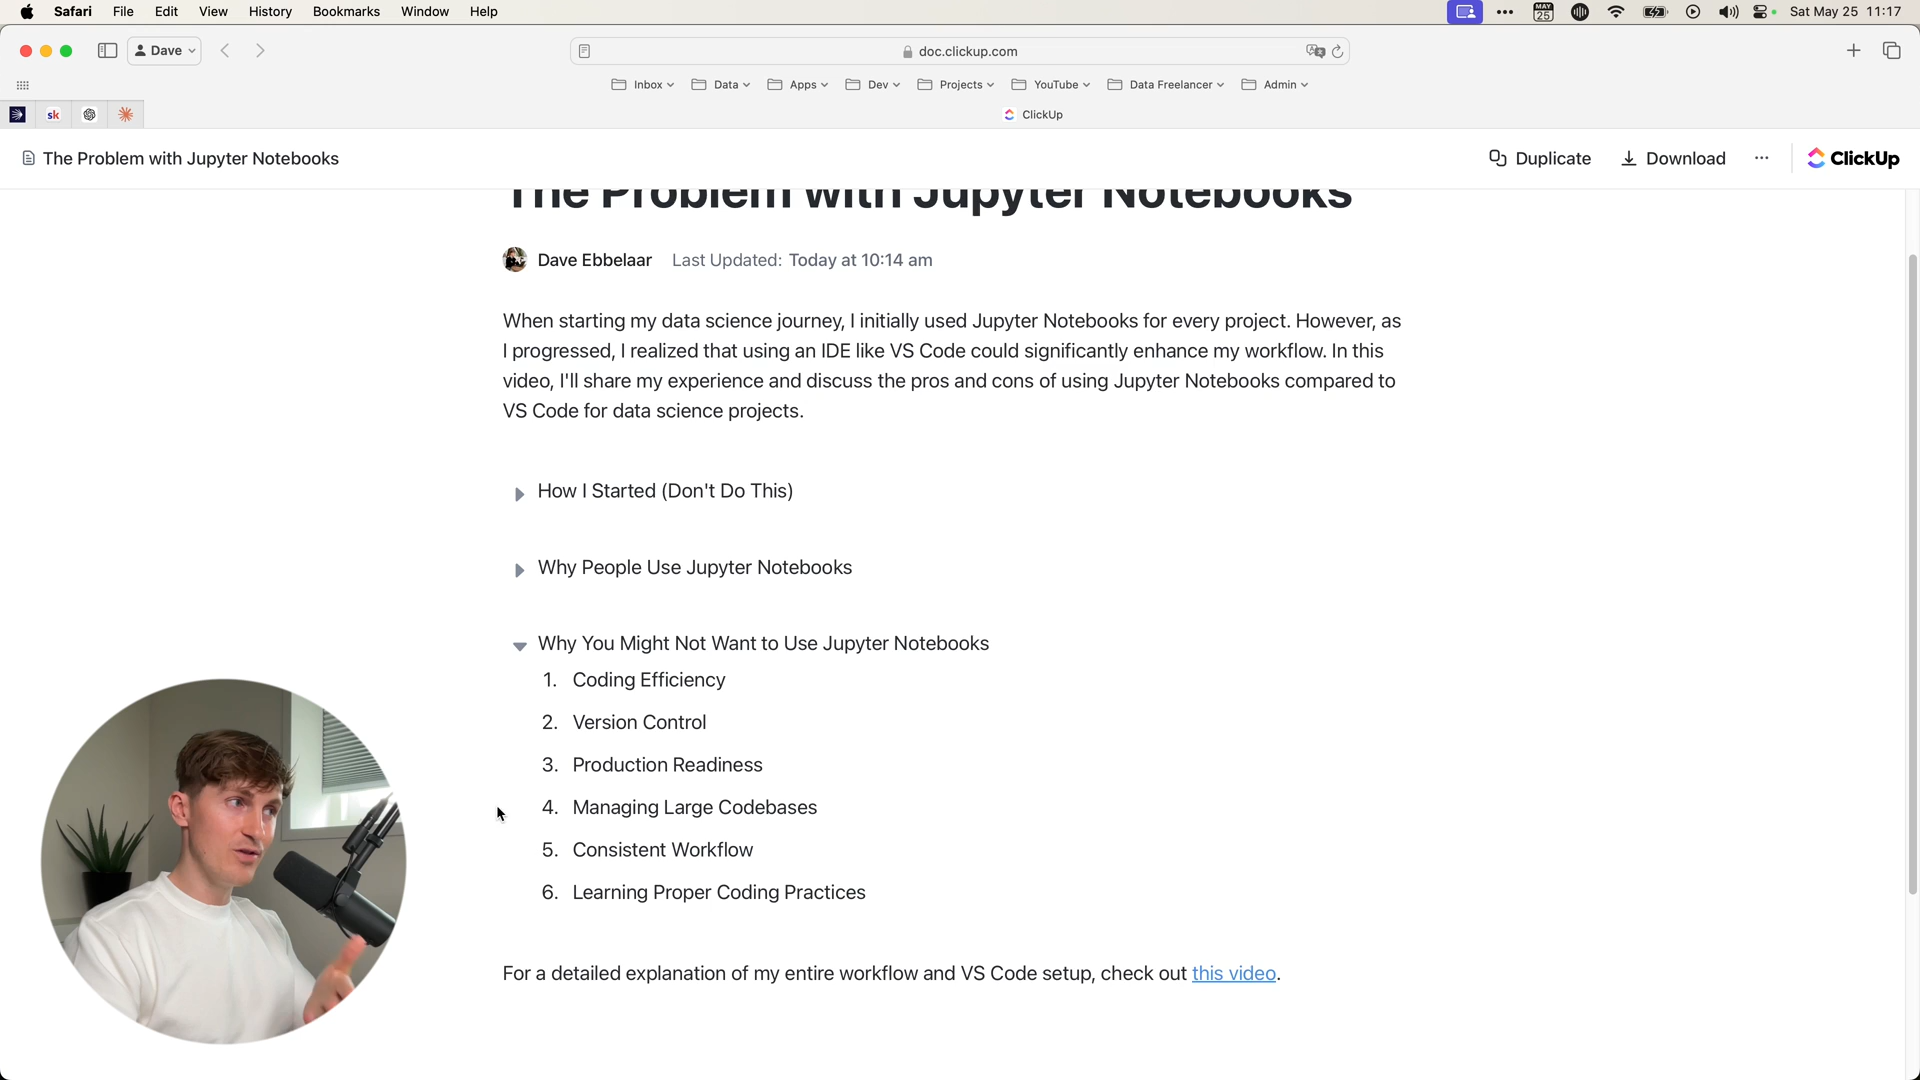 Safari File Edit View History Bookmarks Window Help
MAY 25
Sat May 25 11:17
Dave
doc.clickup.com
Inbox Data Apps Dev Projects YouTube Data Freelancer Admin
sk
ClickUp
The Problem with Jupyter Notebooks
Duplicate Download ... ClickUp
The Problem with Jupyter Notebooks
Dave Ebbelaar Last Updated: Today at 10:14 am
When starting my data science journey, I initially used Jupyter Notebooks for every project. However, as
I progressed, I realized that using an IDE like VS Code could significantly enhance my workflow. In this
video, I'll share my experience and discuss the pros and cons of using Jupyter Notebooks compared to
VS Code for data science projects.
How I Started (Don't Do This)
Why People Use Jupyter Notebooks
Why You Might Not Want to Use Jupyter Notebooks
1. Coding Efficiency
2. Version Control
3. Production Readiness
4. Managing Large Codebases
5. Consistent Workflow
6. Learning Proper Coding Practices
For a detailed explanation of my entire workflow and VS Code setup, check out this video.